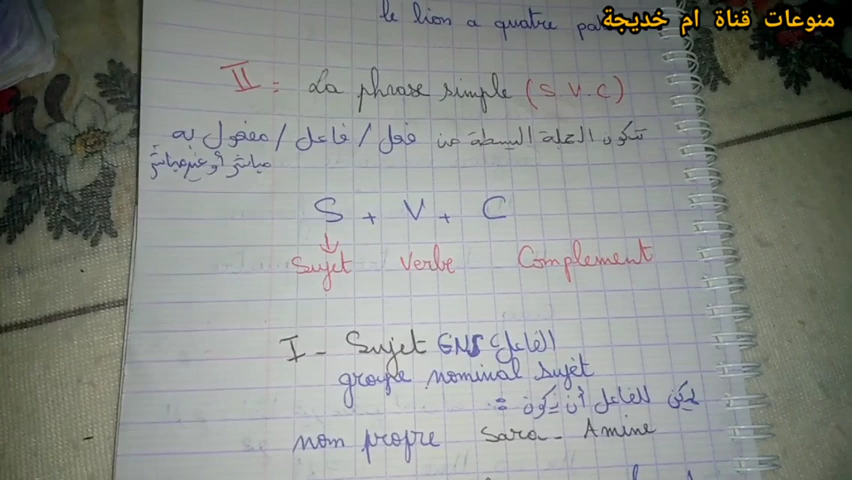 منوعات قناة ام خديجة
le lion a quatre
II = La phrase simple (S.V.C)
تتكون الجملة البسيطة من فعل / فاعل / مفعول به
مباشر أو غير مباشر
S + V + C
↓
Sujet Verbe Complement
I - Sujet GNS الفاعل
groupe nominal sujet
يمكن للفاعل أن يكون :
nom propre Sara - Amine